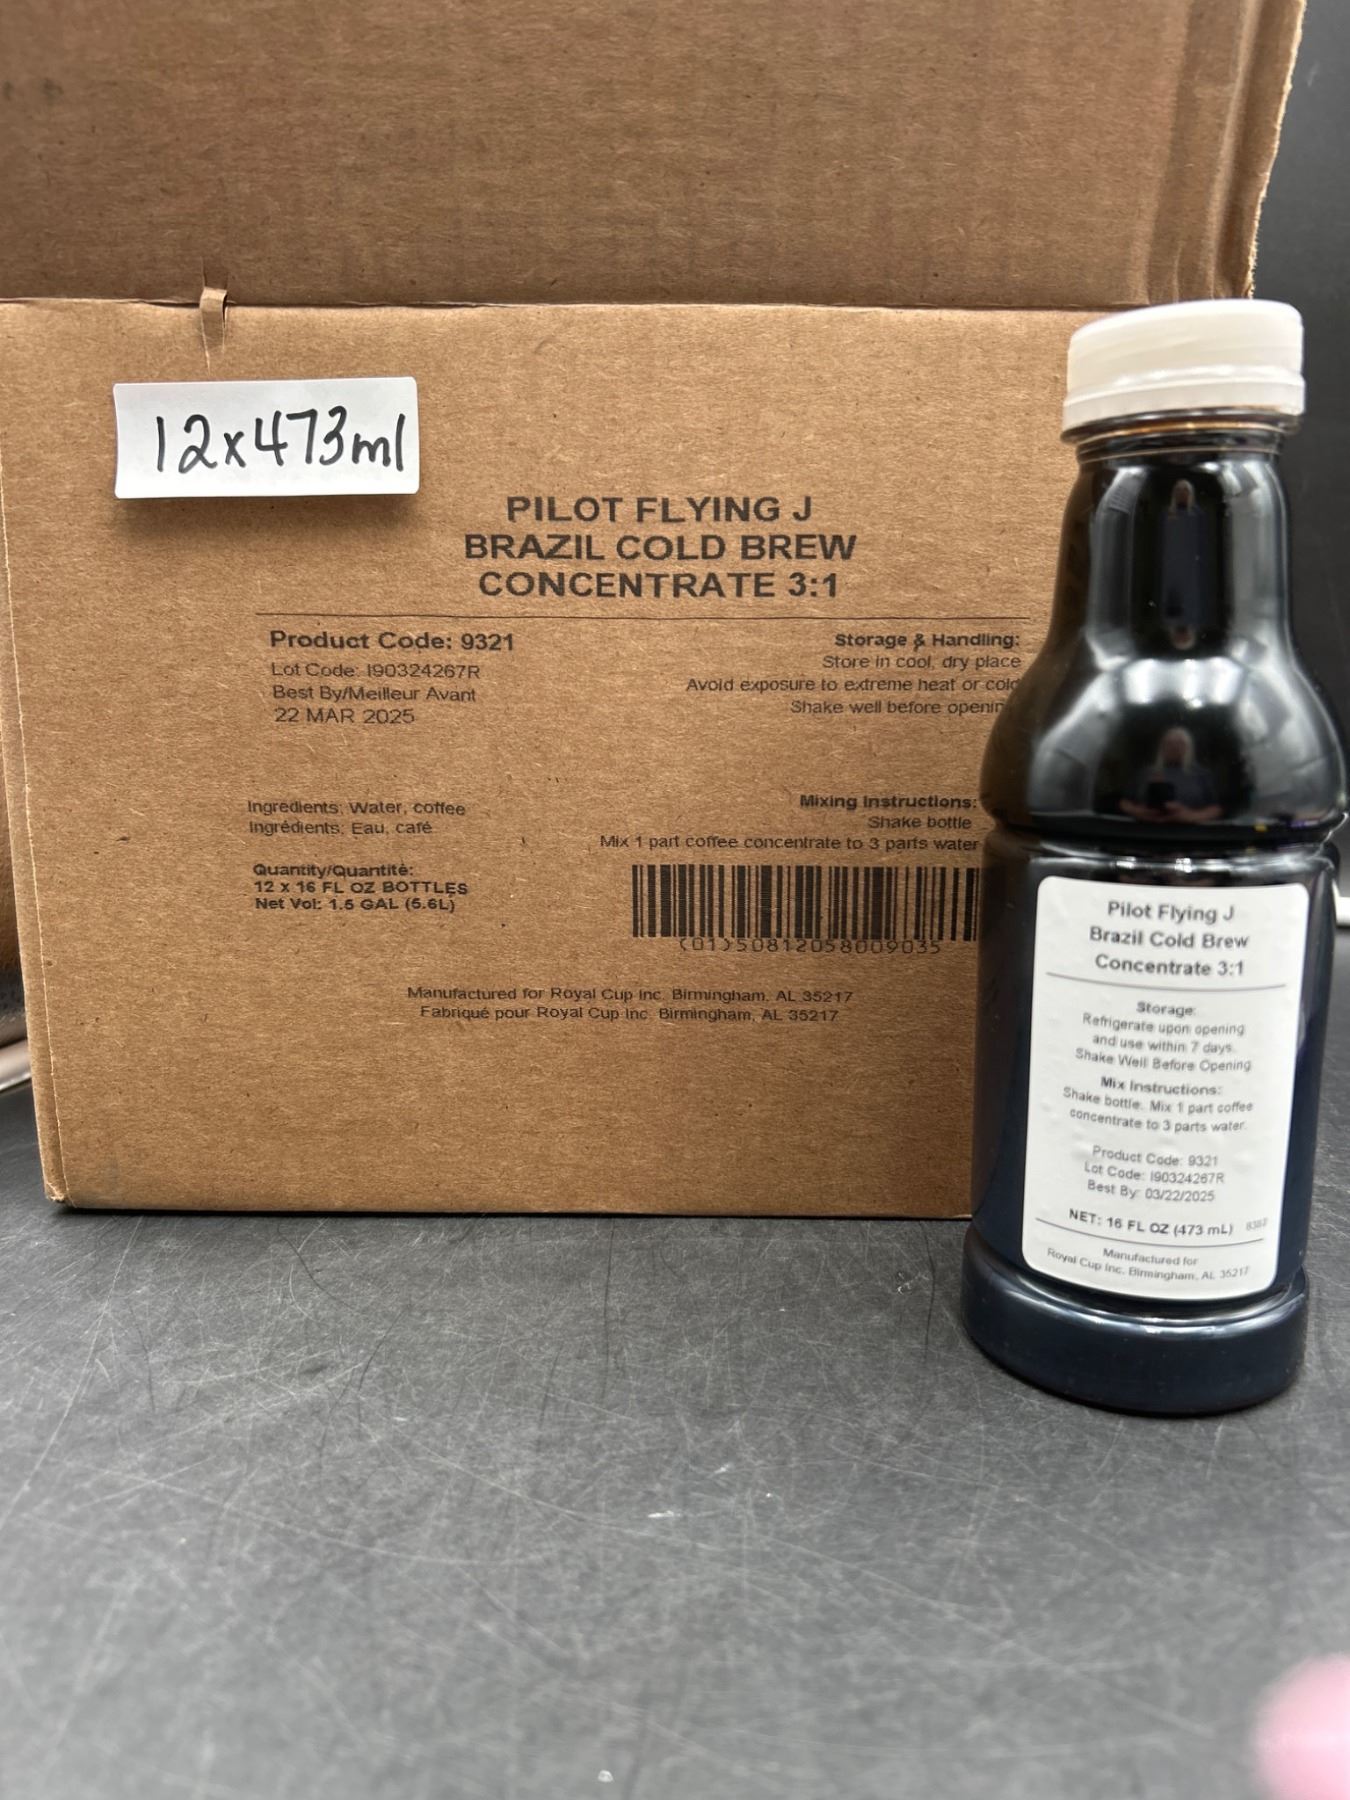 12x473ml
PILOT FLYING J
BRAZIL COLD BREW
CONCENTRATE 3:1
Product Code: 9321
Lot Code: I90324267R
Best By/Meilleur Avant
22 MAR 2025
Storage & Handling:
Store in cool, dry place
Avoid exposure to extreme heat or cold
Shake well before openin
Ingredients: Water, coffee
Ingrédients: Eau, café
Quantity/Quantité:
12 x 16 FL OZ BOTTLES
Net Vol: 1.5 GAL (5.6L)
Mixing Instructions:
Shake bottle
Mix 1 part coffee concentrate to 3 parts water
(01)50812058009035
Manufactured for Royal Cup Inc. Birmingham, AL 35217
Fabriqué pour Royal Cup Inc. Birmingham, AL 35217
Pilot Flying J
Brazil Cold Brew
Concentrate 3:1
Storage:
Refrigerate upon opening
and use within 7 days.
Shake Well Before Opening
Mix Instructions:
Shake bottle. Mix 1 part coffee
concentrate to 3 parts water.
Product Code: 9321
Lot Code: I90324267R
Best By: 03/22/2025
NET: 16 FL OZ (473 mL)
Manufactured for
Royal Cup Inc. Birmingham, AL 35217